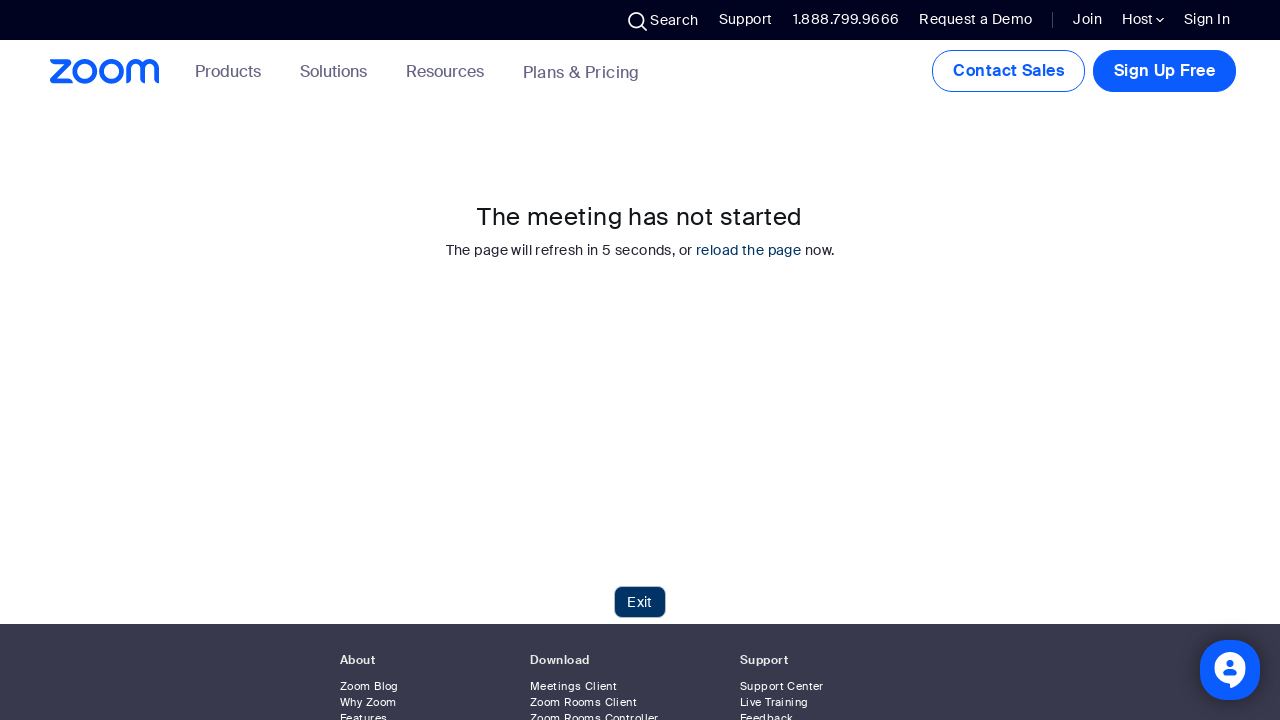 Search Support 1.888.799.9666 Request a Demo Join Host Sign In
zoom Products Solutions Resources Plans & Pricing Contact Sales Sign Up Free
The meeting has not started
The page will refresh in 5 seconds, or reload the page now.
Exit
About Download Support
Zoom Blog Meetings Client Support Center
Why Zoom Zoom Rooms Client Live Training
Features Zoom Rooms Controller Feedback